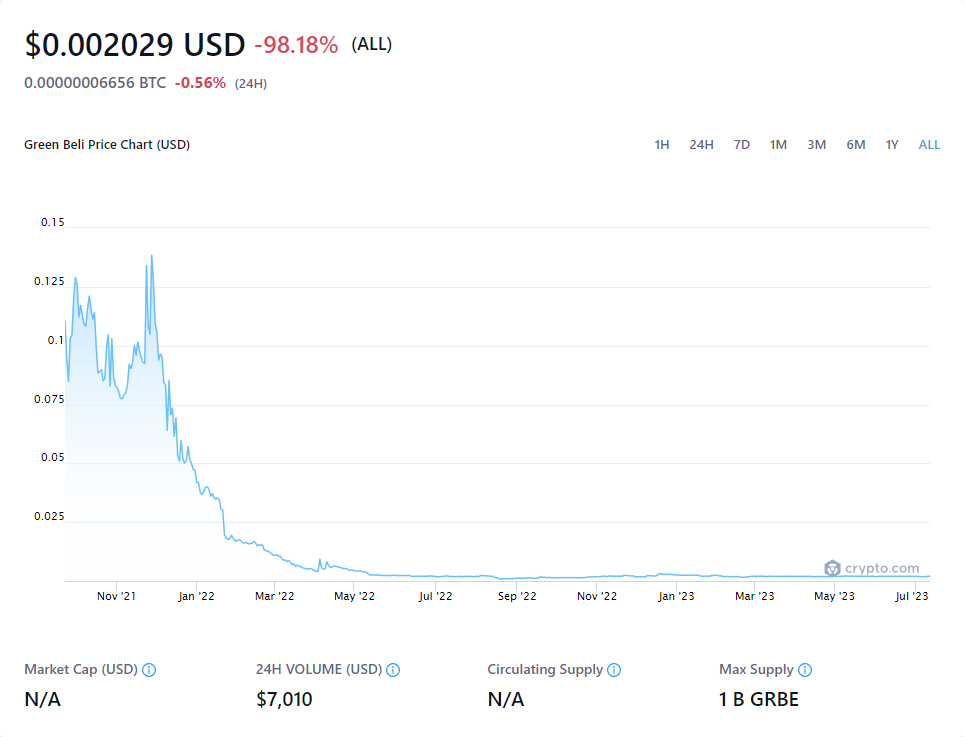 $0.002029 USD -98.18% (ALL)
0.00000006656 BTC -0.56% (24H)
Green Beli Price Chart (USD) 1H 24H 7D 1M 3M 6M 1Y ALL
0.15
0.125
0.1
0.075
0.05
0.025
crypto.com
Nov '21 Jan '22 Mar '22 May '22 Jul '22 Sep '22 Nov '22 Jan '23 Mar '23 May '23 Jul '23
Market Cap (USD) 24H VOLUME (USD) Circulating Supply Max Supply
N/A $7,010 N/A 1 B GRBE